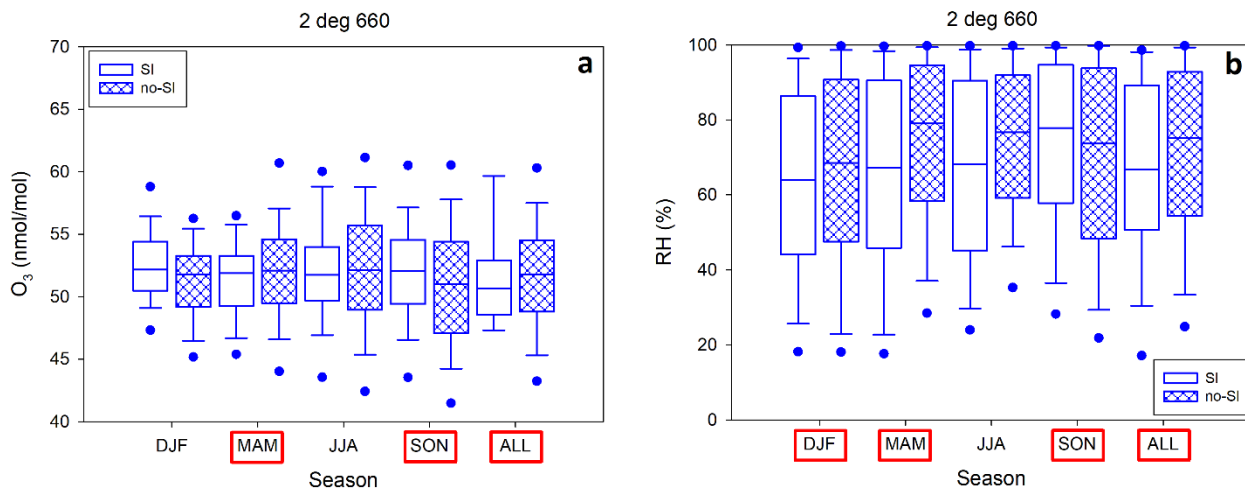 2 deg 660
a
SI
no-SI
O3 (nmol/mol)
70
65
60
55
50
45
40
DJF MAM JJA SON ALL
Season
2 deg 660
b
RH (%)
100
80
60
40
20
0
SI
no-SI
DJF MAM JJA SON ALL
Season